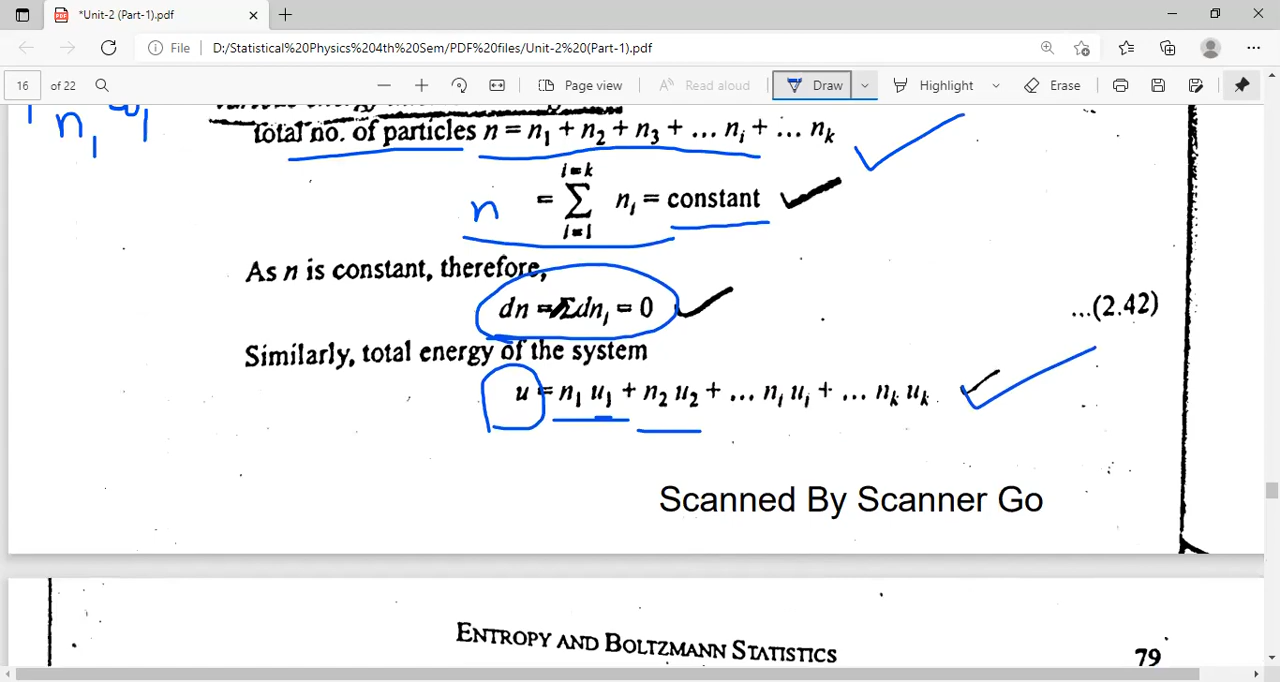 *Unit-2 (Part-1).pdf
File D:/Statistical%20Physics%204th%20Sem/PDF%20files/Unit-2%20(Part-1).pdf
16 of 22 Page view Read aloud Draw Highlight Erase
n₁
various energy
total no. of particles n = n₁ + n₂ + n₃ + ... nᵢ + ... nₖ
i=k
n = Σ nᵢ = constant
i=1
As n is constant, therefore,
dn = Σdnᵢ = 0 ...(2.42)
Similarly, total energy of the system
u = n₁ u₁ + n₂ u₂ + ... nᵢ uᵢ + ... nₖ uₖ
Scanned By Scanner Go
ENTROPY AND BOLTZMANN STATISTICS 79